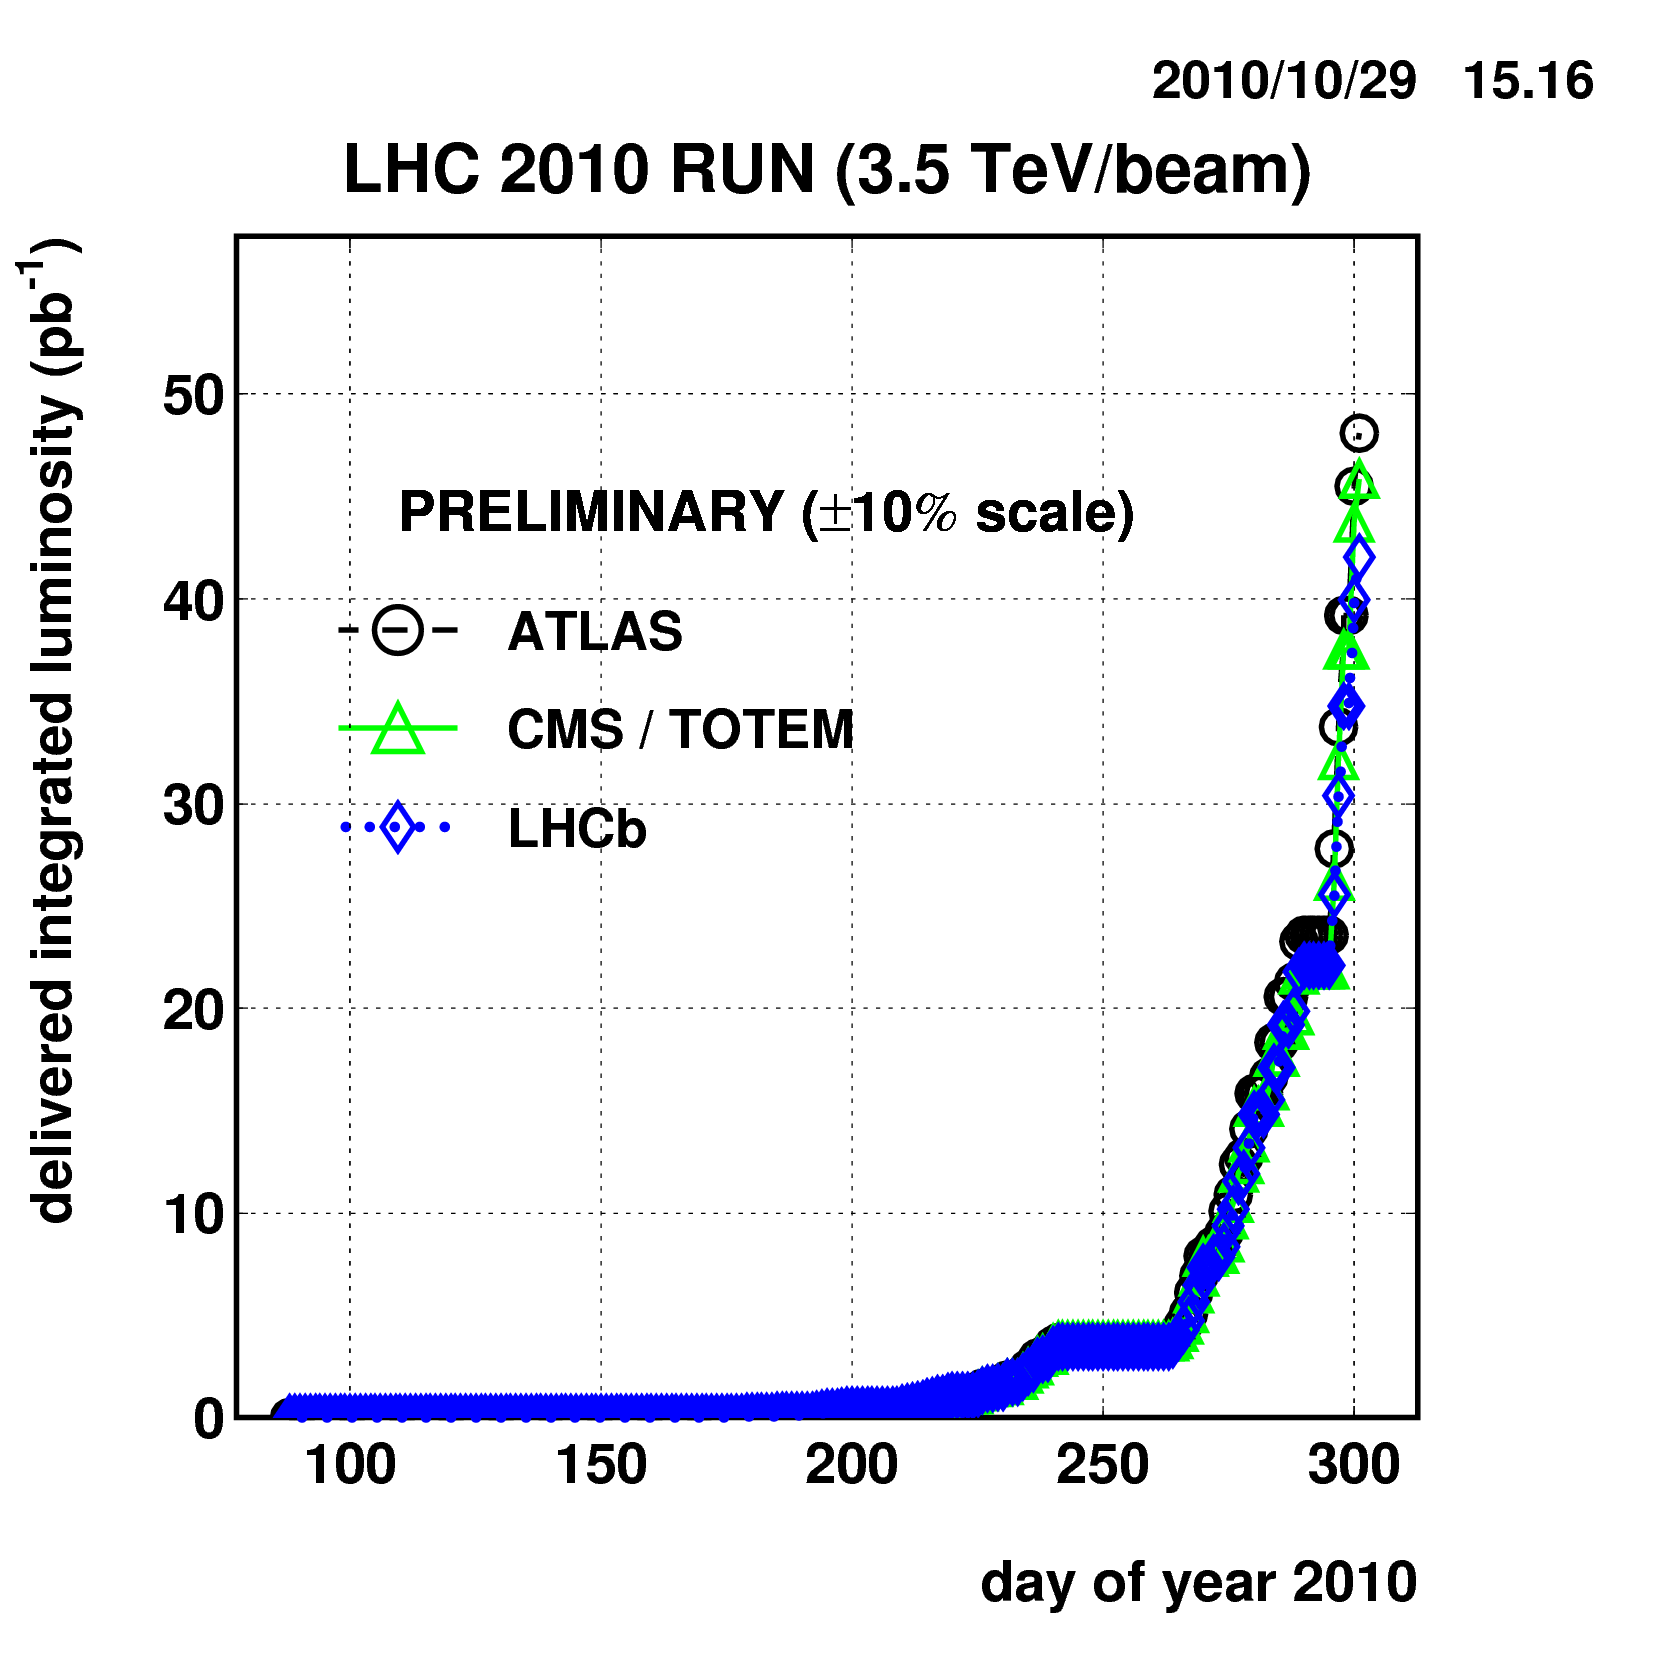 2010/10/29 15.16
LHC 2010 RUN (3.5 TeV/beam)
delivered integrated luminosity (pb⁻¹)
50
PRELIMINARY (±10% scale)
40
ATLAS
CMS / TOTEM
30
LHCb
20
10
0
100 150 200 250 300
day of year 2010